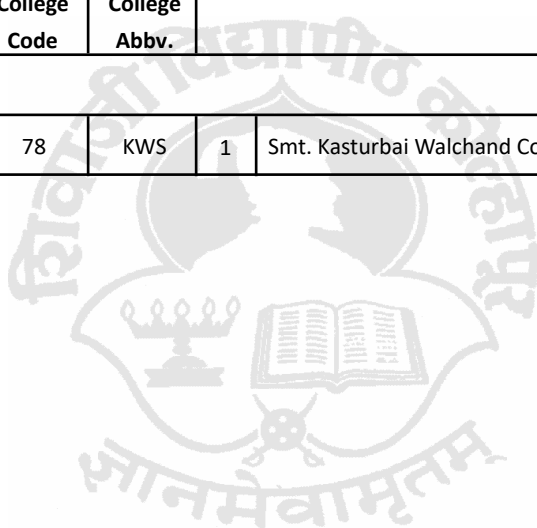 College College
Code Abbv.
78 KWS 1 Smt. Kasturbai Walchand Co
शिवाजी विद्यापीठ कोल्हापूर
ज्ञानमेवामृतम्